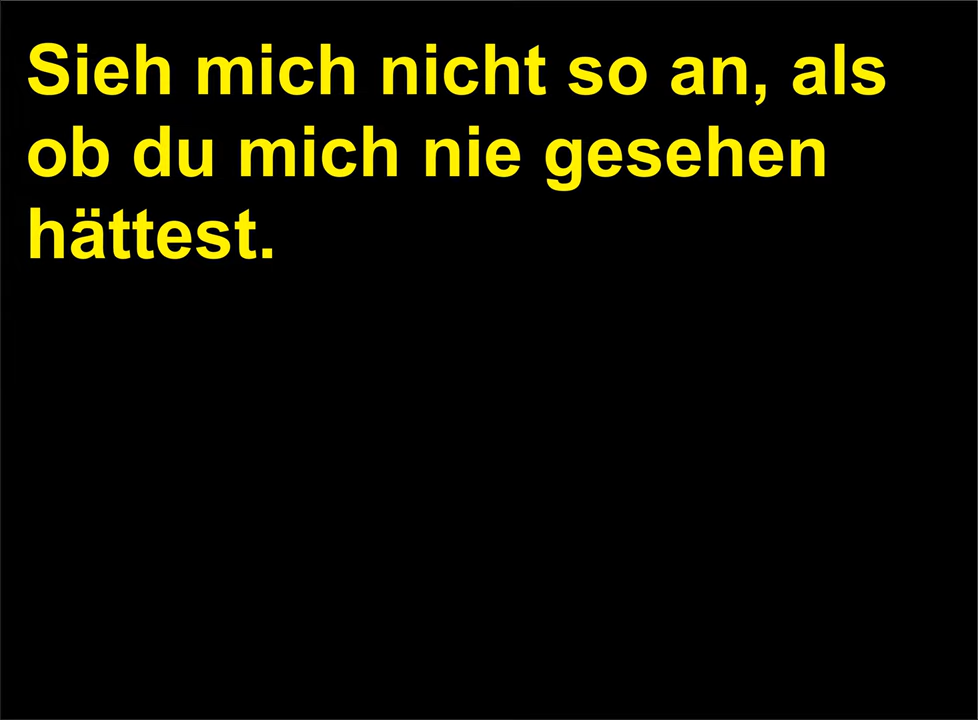 Sieh mich nicht so an, als
ob du mich nie gesehen
hättest.